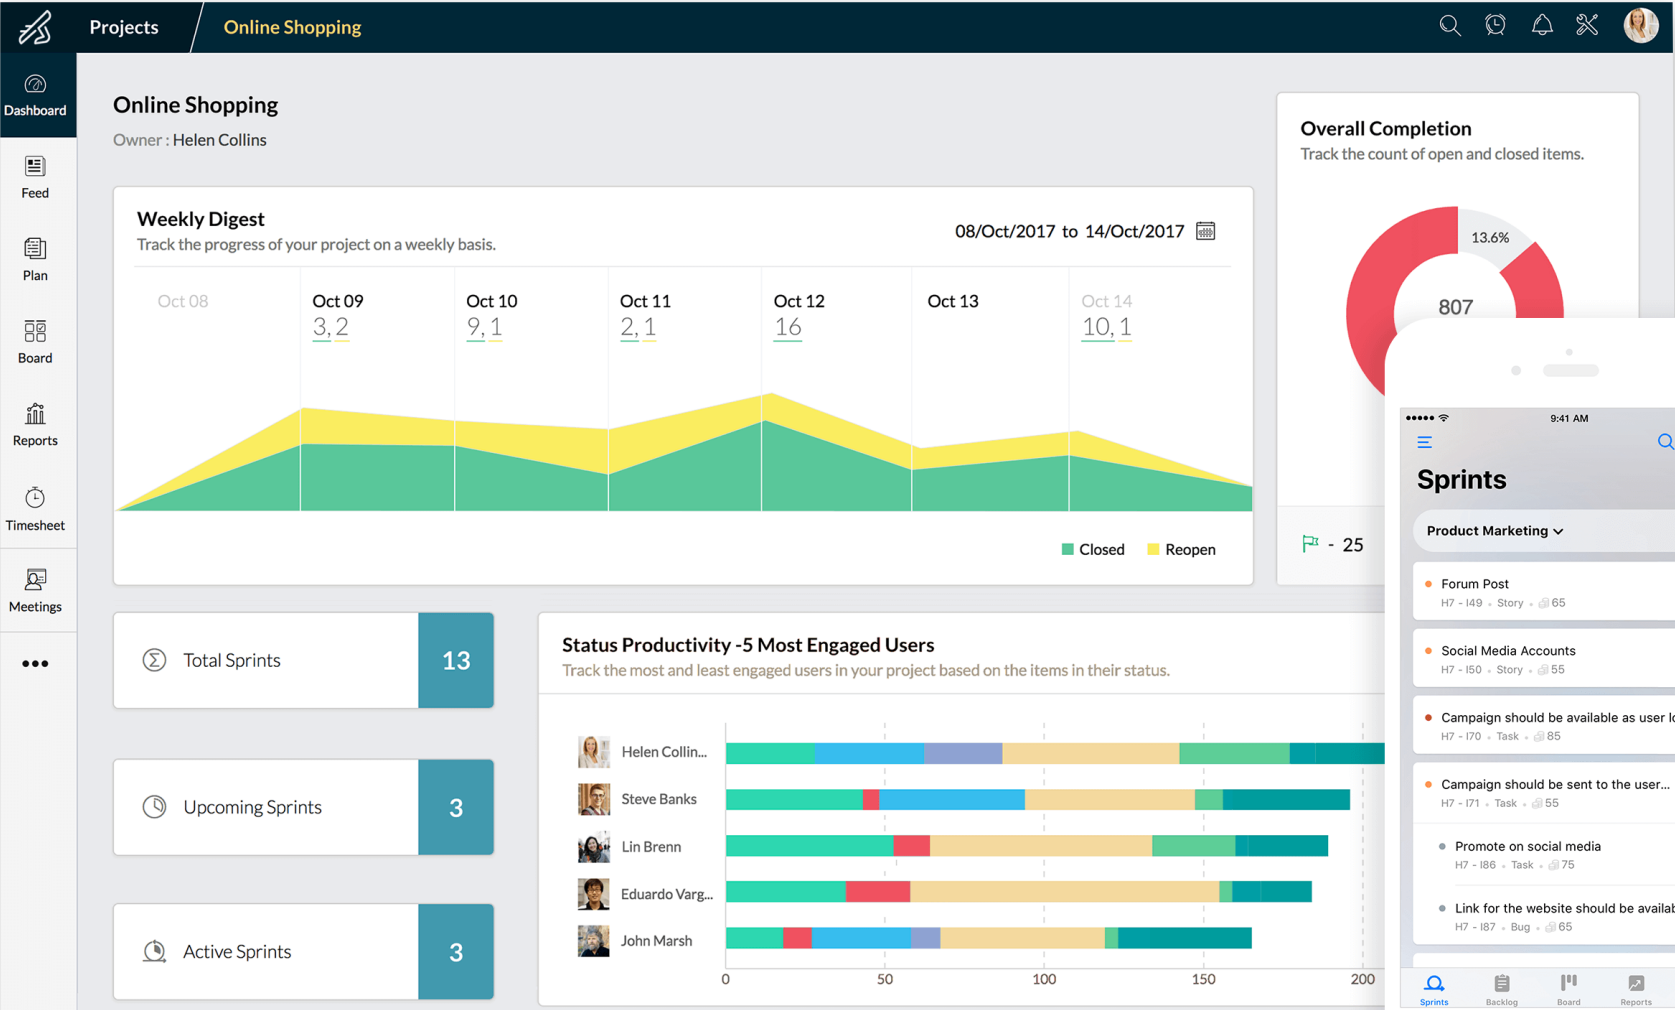 Projects
Online Shopping
Dashboard
Feed
Plan
Board
Reports
Timesheet
Meetings
Online Shopping
Owner : Helen Collins
Weekly Digest
Track the progress of your project on a weekly basis.
08/Oct/2017 to 14/Oct/2017
Oct 08
Oct 09
3, 2
Oct 10
9, 1
Oct 11
2, 1
Oct 12
16
Oct 13
Oct 14
10, 1
Closed
Reopen
Overall Completion
Track the count of open and closed items.
13.6%
807
- 25
Total Sprints
13
Upcoming Sprints
3
Active Sprints
3
Status Productivity -5 Most Engaged Users
Track the most and least engaged users in your project based on the items in their status.
Helen Collin...
Steve Banks
Lin Brenn
Eduardo Varg...
John Marsh
0 50 100 150 200
9:41 AM
Sprints
Product Marketing
Forum Post
H7 - I49 • Story • 65
Social Media Accounts
H7 - I50 • Story • 55
Campaign should be available as user
H7 - I70 • Task • 85
Campaign should be sent to the user...
H7 - I71 • Task • 55
Promote on social media
H7 - I86 • Task • 75
Link for the website should be
H7 - I87 • Bug • 65
Sprints
Backlog
Board
Reports